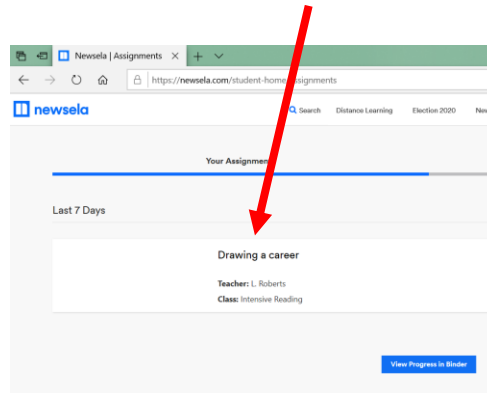 Newsela | Assignments
https://newsela.com/student-home/assignments
newsela
Search Distance Learning Election 2020
Your
Last 7 Days
Drawing a career
Teacher: L. Roberts
Class: Intensive Reading
View Progress in Binder